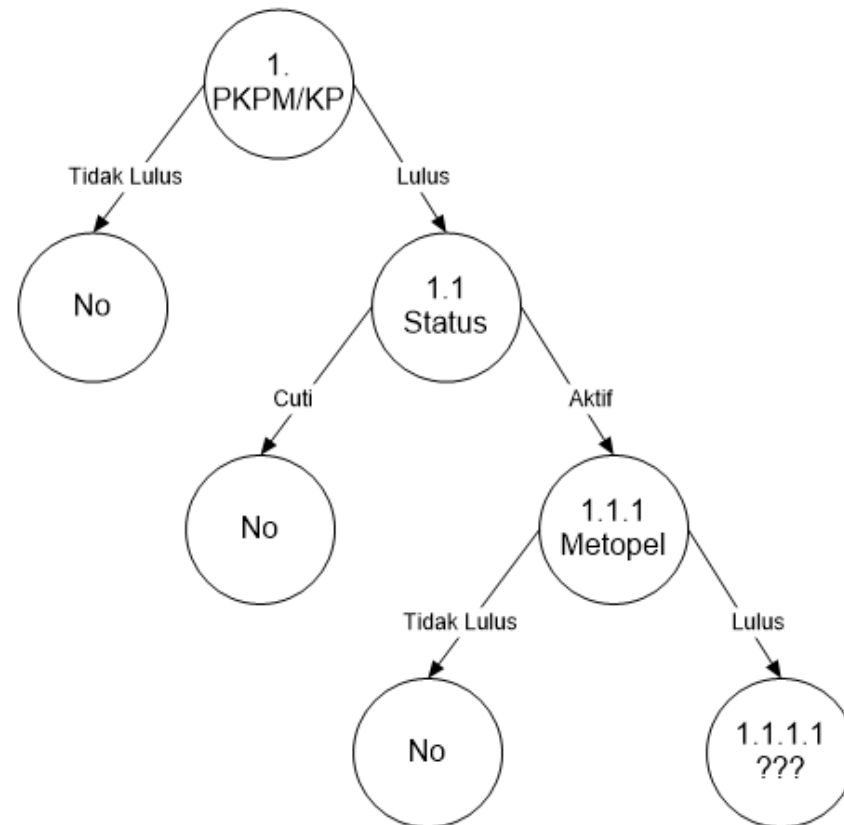 1.
PKPM/KP
Tidak Lulus
Lulus
No
1.1
Status
Cuti
Aktif
No
1.1.1
Metopel
Tidak Lulus
Lulus
No
1.1.1.1
???